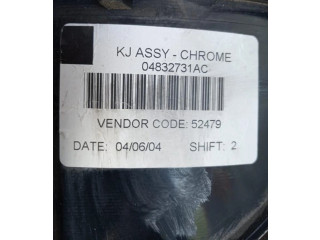 KJ ASSY - CHROME
04832731AC
VENDOR CODE: 52479
DATE: 04/06/04 SHIFT: 2